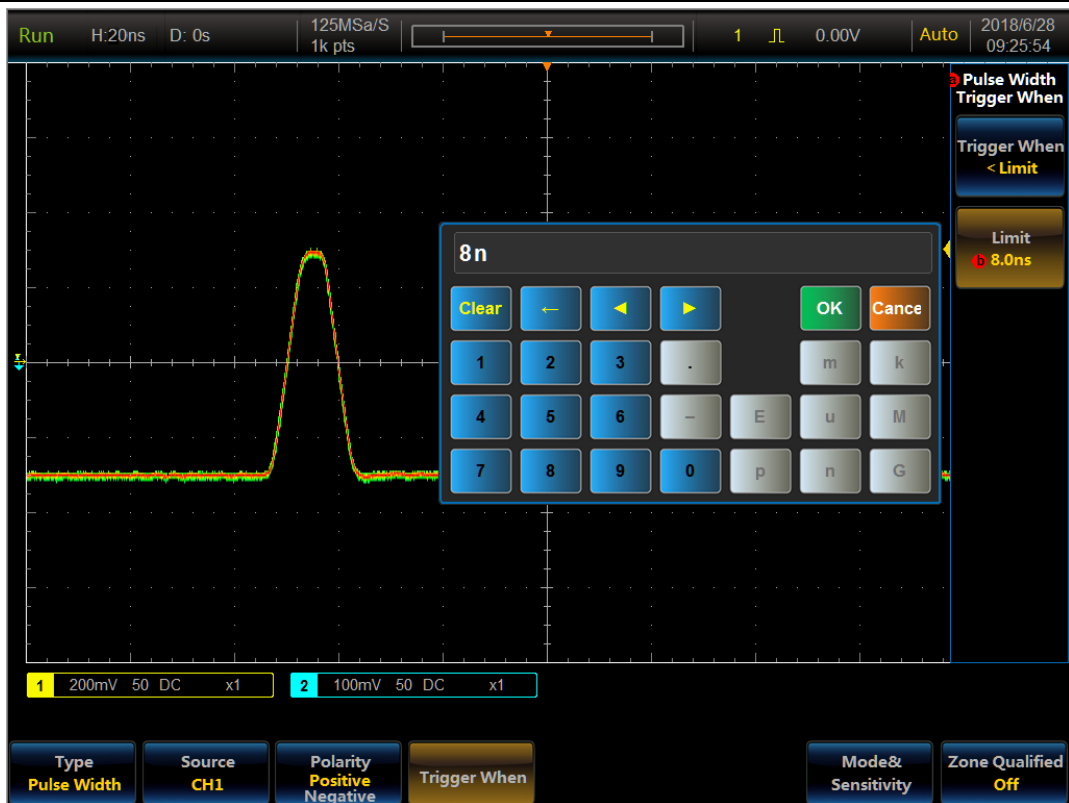 Run H:20ns D: 0s 125MSa/S 1 0.00V Auto 2018/6/28
1k pts 09:25:54
a Pulse Width
Trigger When
Trigger When
< Limit
Limit
b 8.0ns
8n
Clear ← ◄ ► OK Cance
1 2 3 . m k
4 5 6 − E u M
7 8 9 0 p n G
1 200mV 50 DC x1 2 100mV 50 DC x1
Type Source Polarity Trigger When Mode& Zone Qualified
Pulse Width CH1 Positive Sensitivity Off
Negative